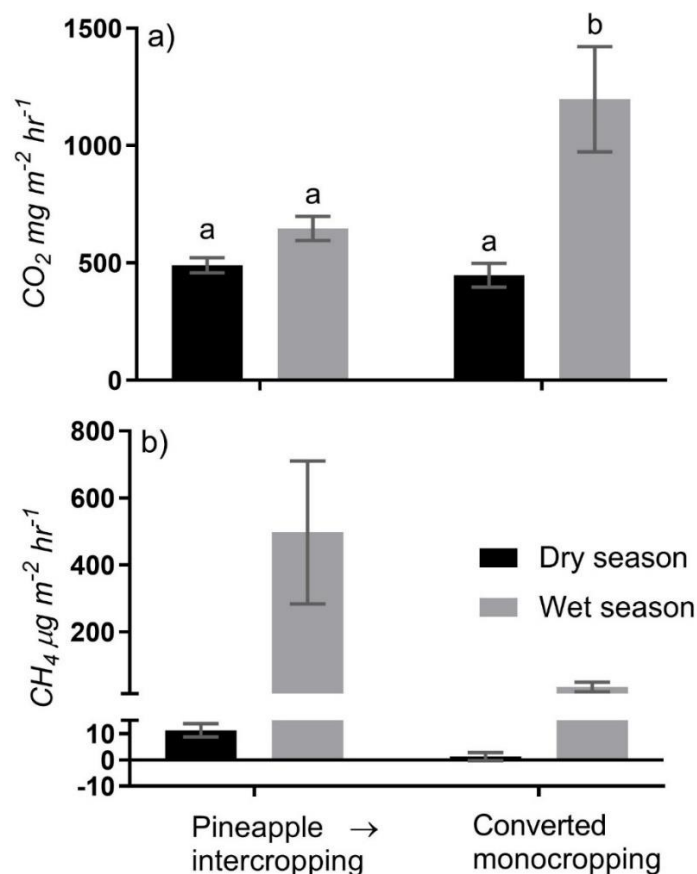 a)
b
1500
1000
500
0
a
a
a
CO₂ mg m⁻² hr⁻¹
b)
800
600
400
200
10
0
-10
CH₄ µg m⁻² hr⁻¹
Dry season
Wet season
Pineapple → Converted
intercropping monocropping